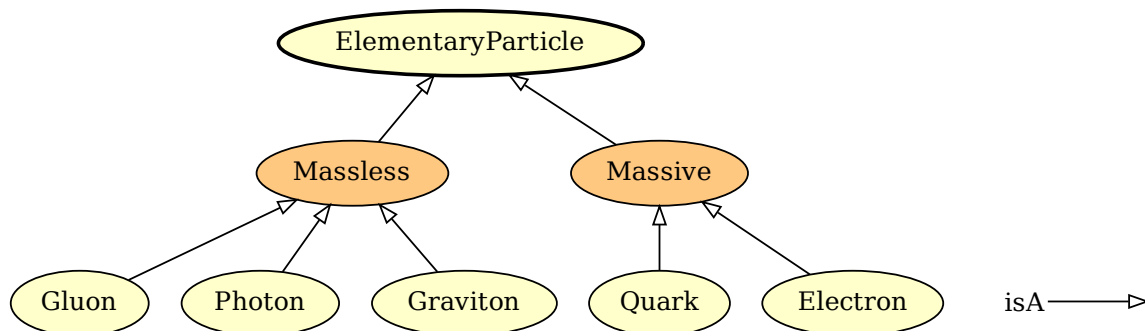 ElementaryParticle
Massless
Massive
Gluon
Photon
Graviton
Quark
Electron
isA